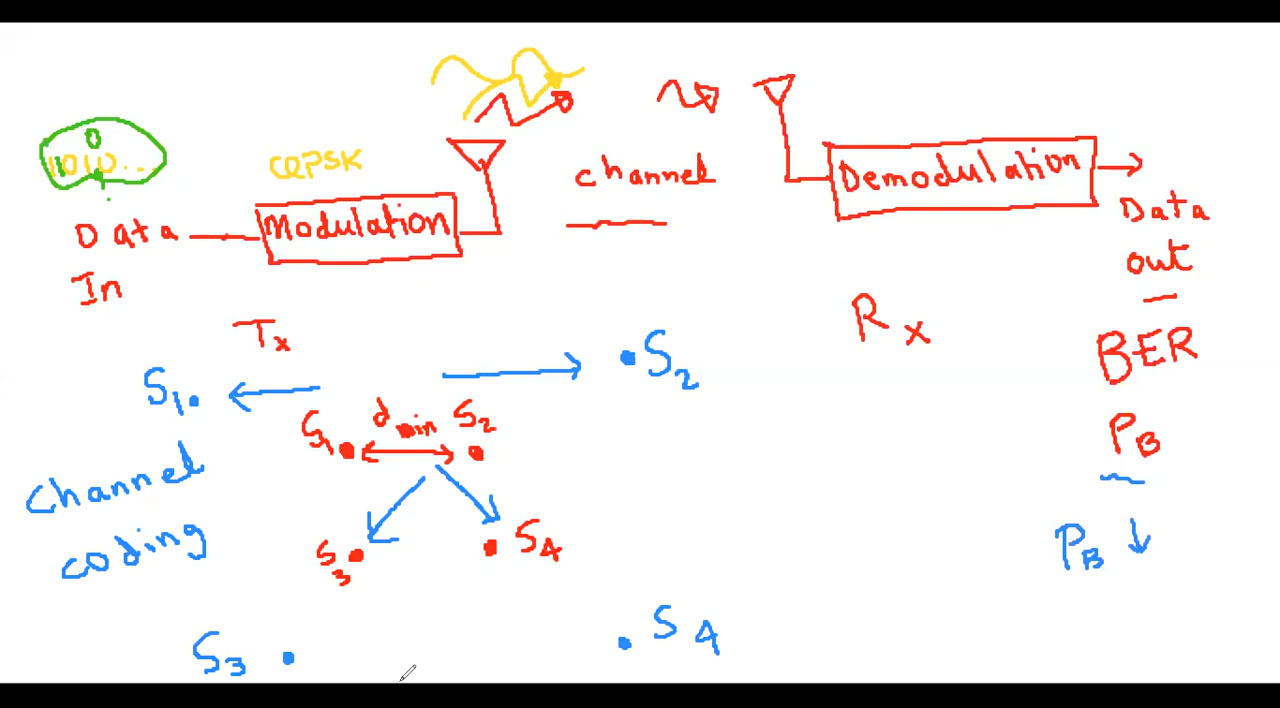 0
1010...
QPSK
channel
Modulation
Demodulation
Data
In
Data
out
Tx
Rx
BER
S1
S2
S1
dmin
S2
PB
channel
coding
S3
S4
PB ↓
S3
S4